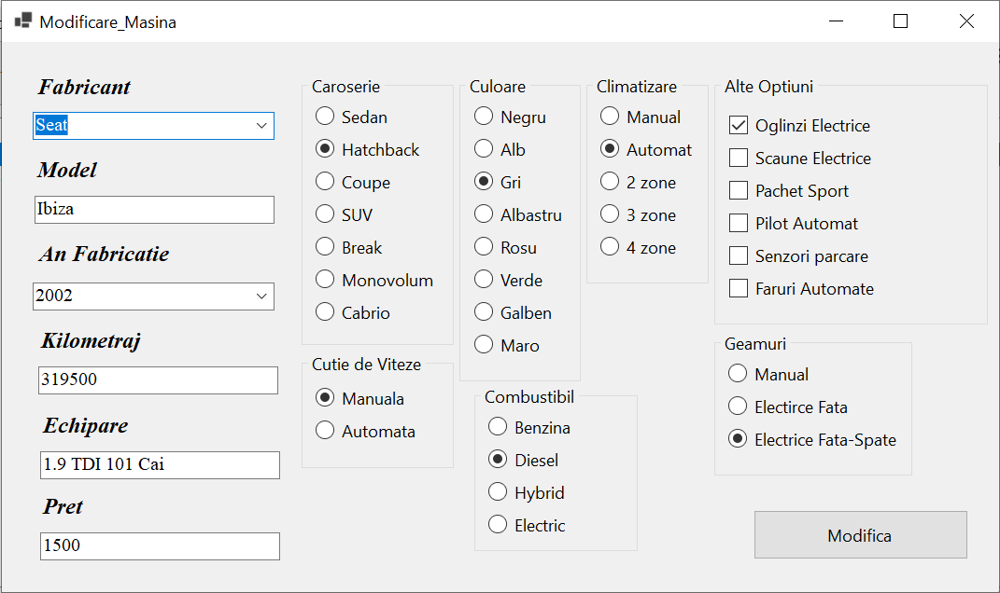 Modificare_Masina
Fabricant
Seat
Model
Ibiza
An Fabricatie
2002
Kilometraj
319500
Echipare
1.9 TDI 101 Cai
Pret
1500
Caroserie
Sedan
Hatchback
Coupe
SUV
Break
Monovolum
Cabrio
Cutie de Viteze
Manuala
Automata
Culoare
Negru
Alb
Gri
Albastru
Rosu
Verde
Galben
Maro
Combustibil
Benzina
Diesel
Hybrid
Electric
Climatizare
Manual
Automat
2 zone
3 zone
4 zone
Alte Optiuni
Oglinzi Electrice
Scaune Electrice
Pachet Sport
Pilot Automat
Senzori parcare
Faruri Automate
Geamuri
Manual
Electirce Fata
Electrice Fata-Spate
Modifica